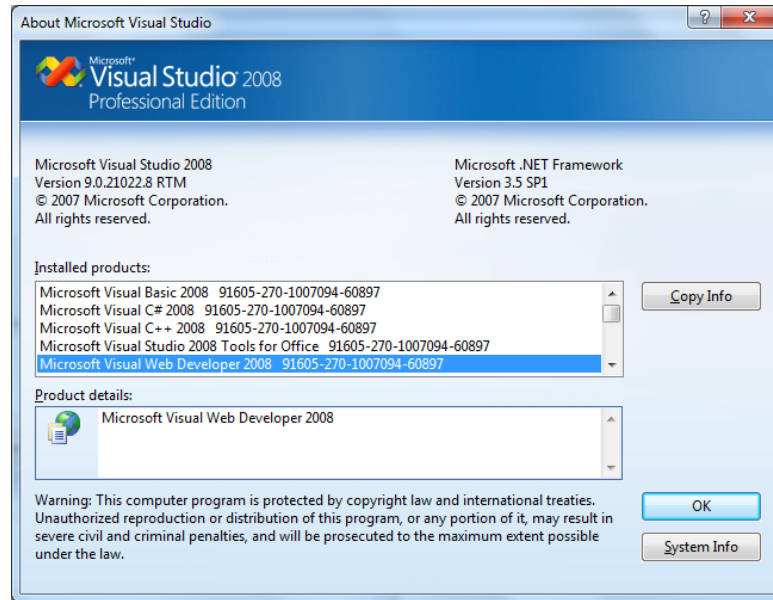 About Microsoft Visual Studio
Microsoft
Visual Studio 2008
Professional Edition
Microsoft Visual Studio 2008
Version 9.0.21022.8 RTM
© 2007 Microsoft Corporation.
All rights reserved.
Microsoft .NET Framework
Version 3.5 SP1
© 2007 Microsoft Corporation.
All rights reserved.
Installed products:
Microsoft Visual Basic 2008 91605-270-1007094-60897
Microsoft Visual C# 2008 91605-270-1007094-60897
Microsoft Visual C++ 2008 91605-270-1007094-60897
Microsoft Visual Studio 2008 Tools for Office 91605-270-1007094-60897
Microsoft Visual Web Developer 2008 91605-270-1007094-60897
Copy Info
Product details:
Microsoft Visual Web Developer 2008
Warning: This computer program is protected by copyright law and international treaties.
Unauthorized reproduction or distribution of this program, or any portion of it, may result in
severe civil and criminal penalties, and will be prosecuted to the maximum extent possible
under the law.
OK
System Info